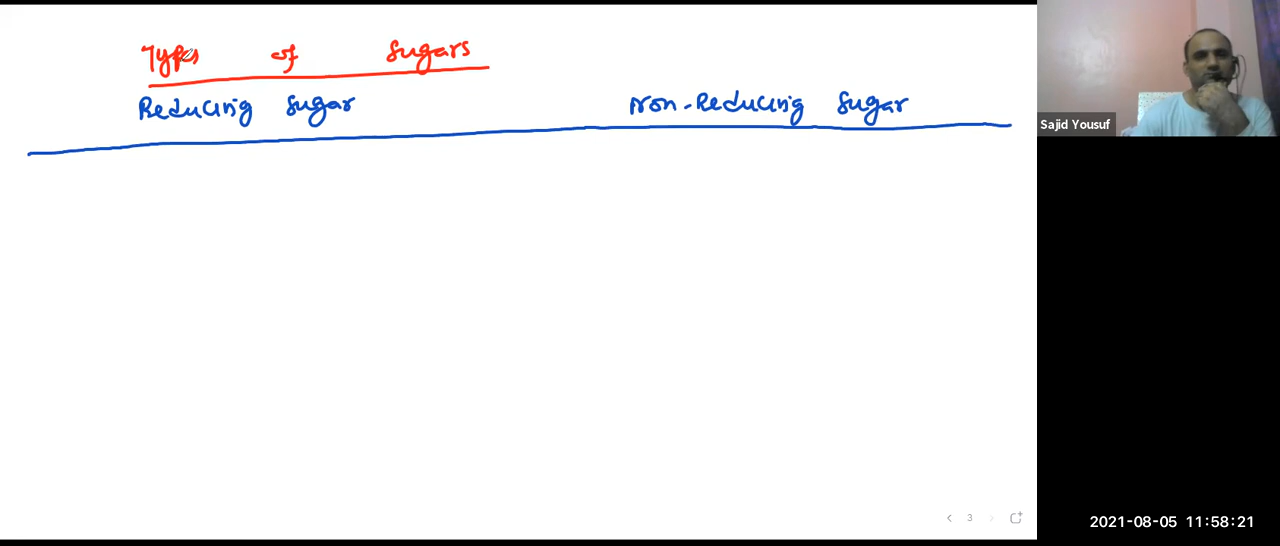 Types of Sugars
Reducing Sugar Non-Reducing Sugar
Sajid Yousuf
3
2021-08-05 11:58:21